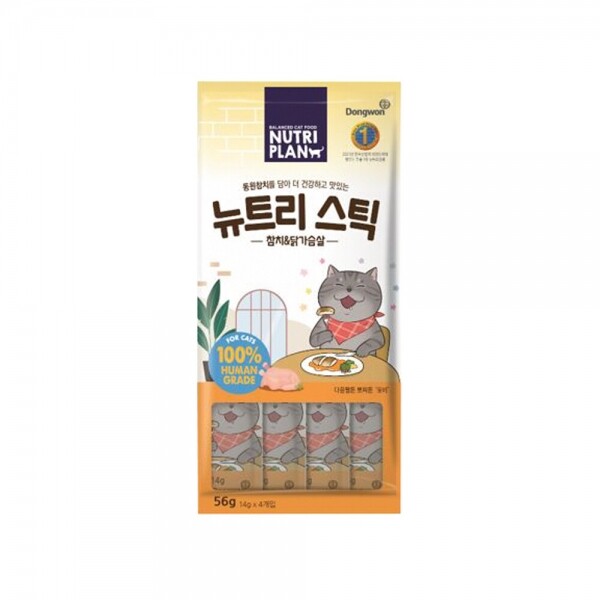 BALANCED CAT FOOD
NUTRI
PLAN
Dongwon
1
동원참치를 담아 더 건강하고 맛있는
뉴트리 스틱
참치&닭가슴살
FOR CATS
100%
HUMAN
GRADE
14g
56g 14g x 4개입